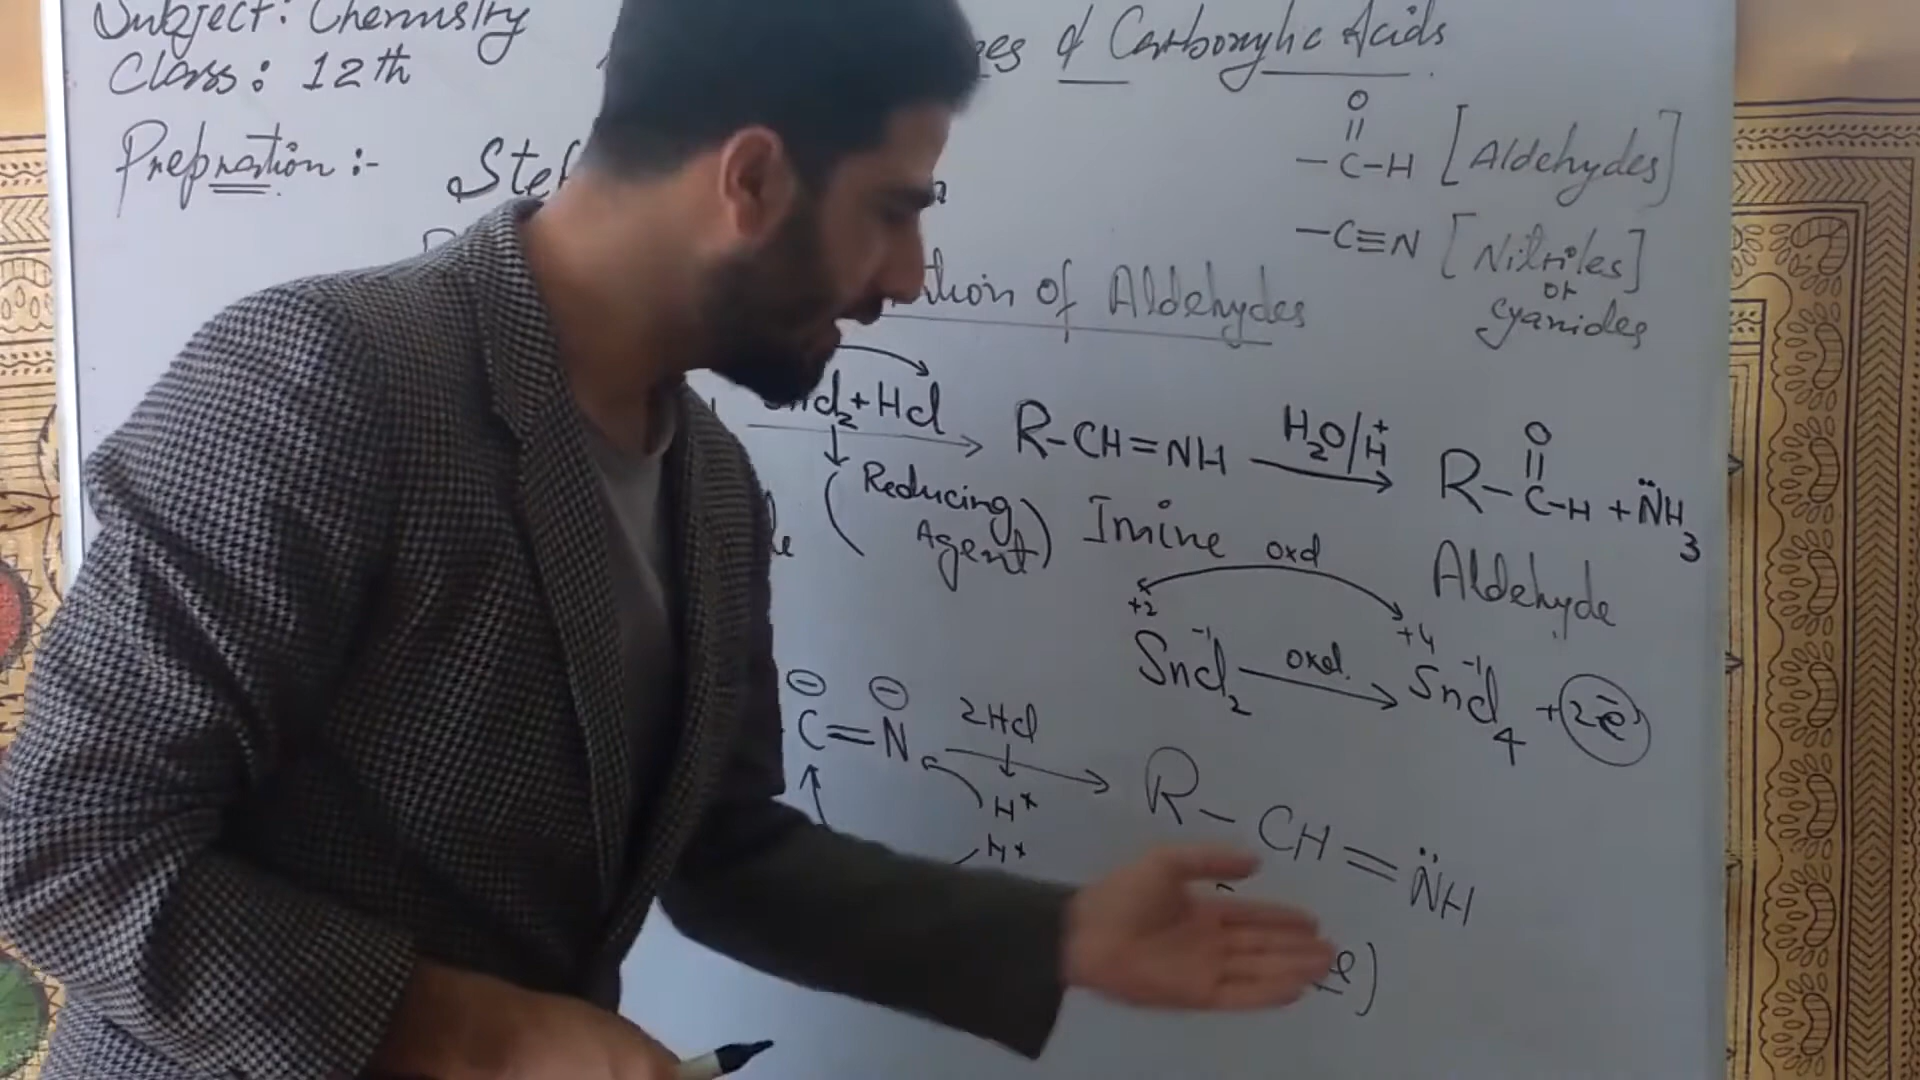 Subject: Chemistry
Class: 12th
of Carboxylic Acids
Prepration :-
O
||
-C-H [Aldehydes]
-C≡N [Nitriles]
or
Cyanides
of Aldehydes
+HCl
R-CH=NH
H2O/H+
O
||
R-C-H + NH3
(Reducing
Agent)
Imine
Aldehyde
oxd
+2
-1
+4
-1
SnCl2
oxd.
SnCl4 + 2e-
- -
C=N
2HCl
H+
H+
R-CH=NH